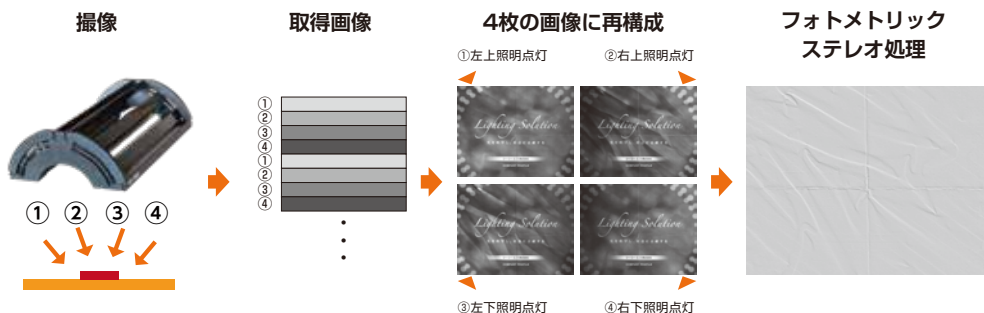 撮像
取得画像
4枚の画像に再構成
フォトメトリック
ステレオ処理
①左上照明点灯
②右上照明点灯
①
②
③
④
①
②
③
④
① ② ③ ④
Lighting Solution
Lighting Solution
Lighting Solution
Lighting Solution
③左下照明点灯
④右下照明点灯